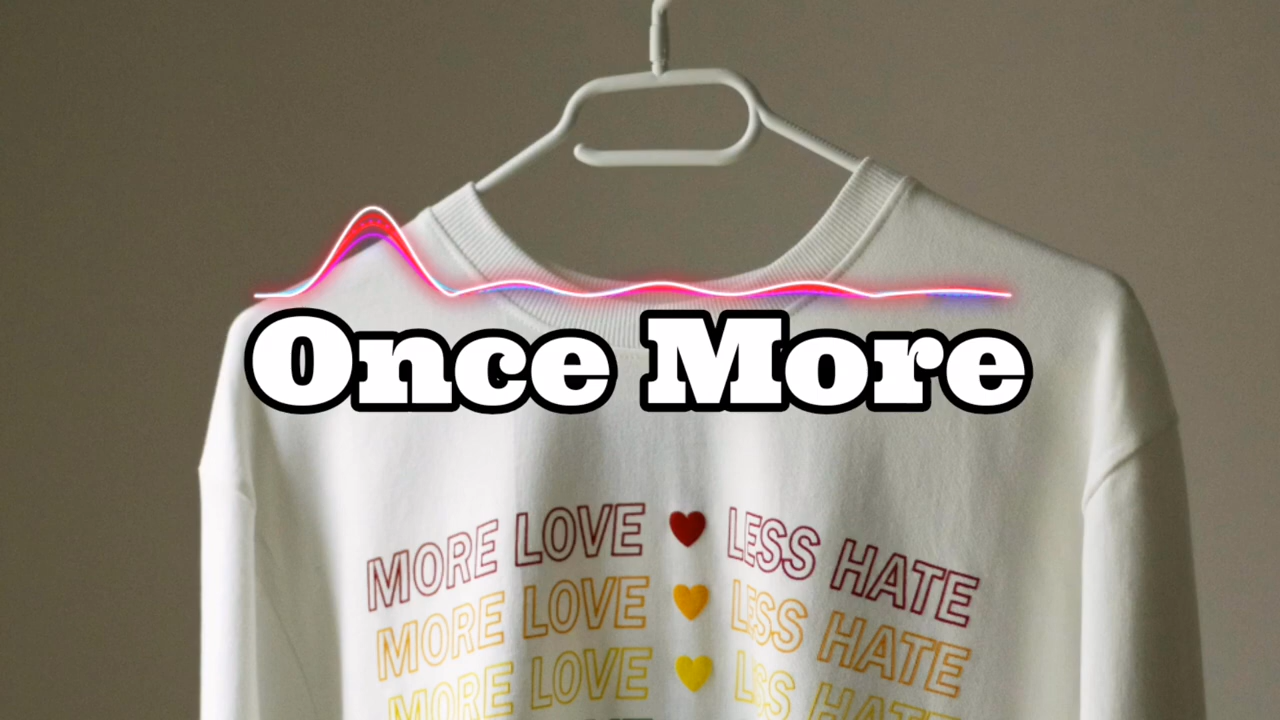 Once More
MORE LOVE ❤ LESS HATE
MORE LOVE 🧡 LESS HATE
MORE LOVE 💛 LESS HATE